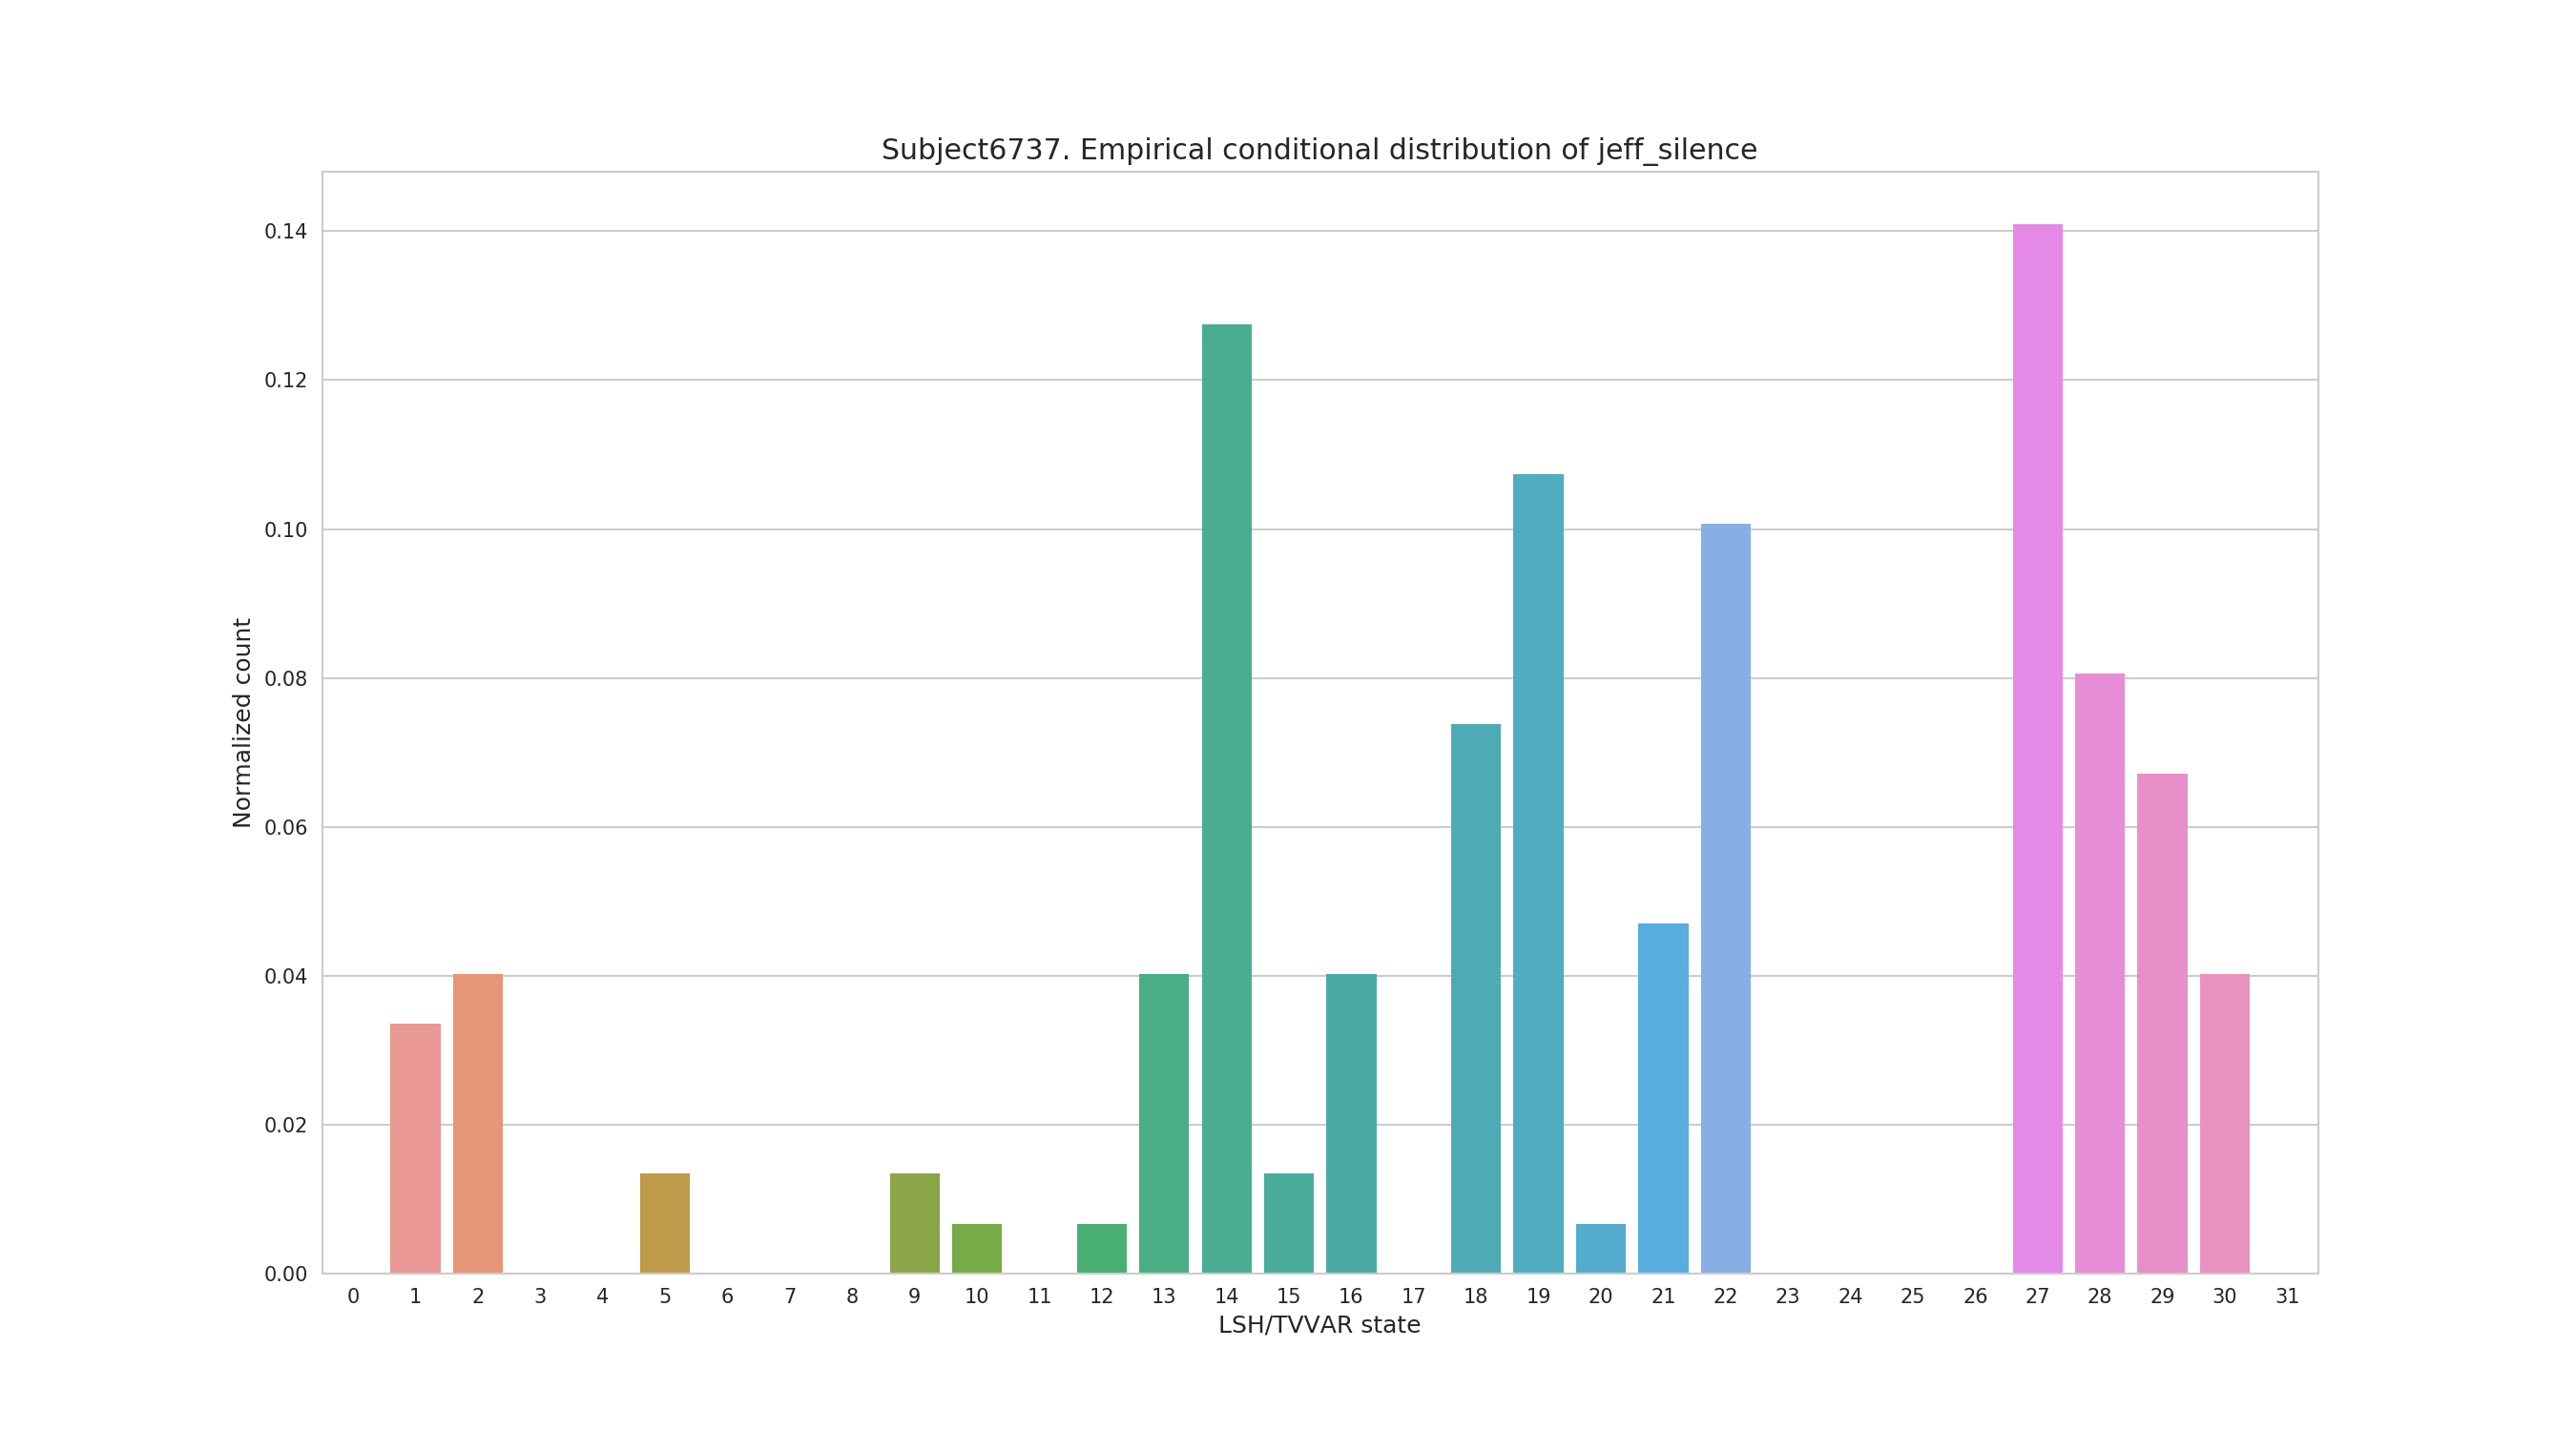 Subject6737. Empirical conditional distribution of jeff_silence
Normalized count
0.14
0.12
0.10
0.08
0.06
0.04
0.02
0.00
0 1 2 3 4 5 6 7 8 9 10 11 12 13 14 15 16 17 18 19 20 21 22 23 24 25 26 27 28 29 30 31
LSH/TVVAR state